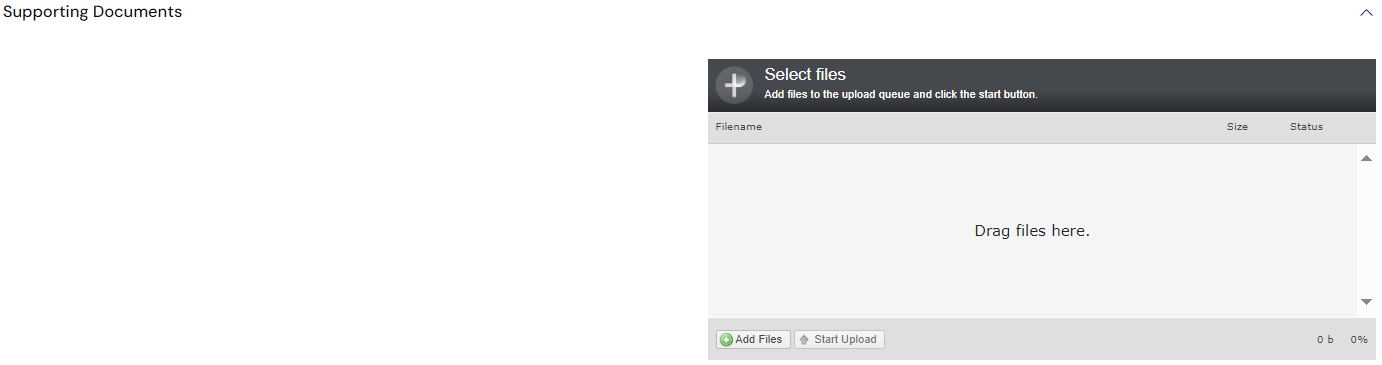 Supporting Documents
Select files
Add files to the upload queue and click the start button.
Filename Size Status
Drag files here.
Add Files Start Upload 0 b 0%